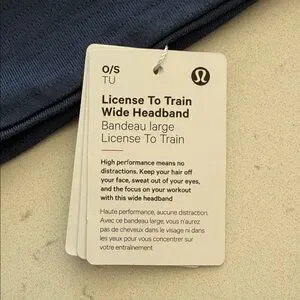 O/S
TU
License To Train
Wide Headband
Bandeau large
License To Train
High performance means no
distractions. Keep your hair off
your face, sweat out of your eyes,
and the focus on your workout
with this wide headband
Haute performance, aucune distraction.
Avec ce bandeau large, vous n'aurez
pas de cheveux dans le visage ni dans
les yeux pour vous concentrer sur
votre entraînement